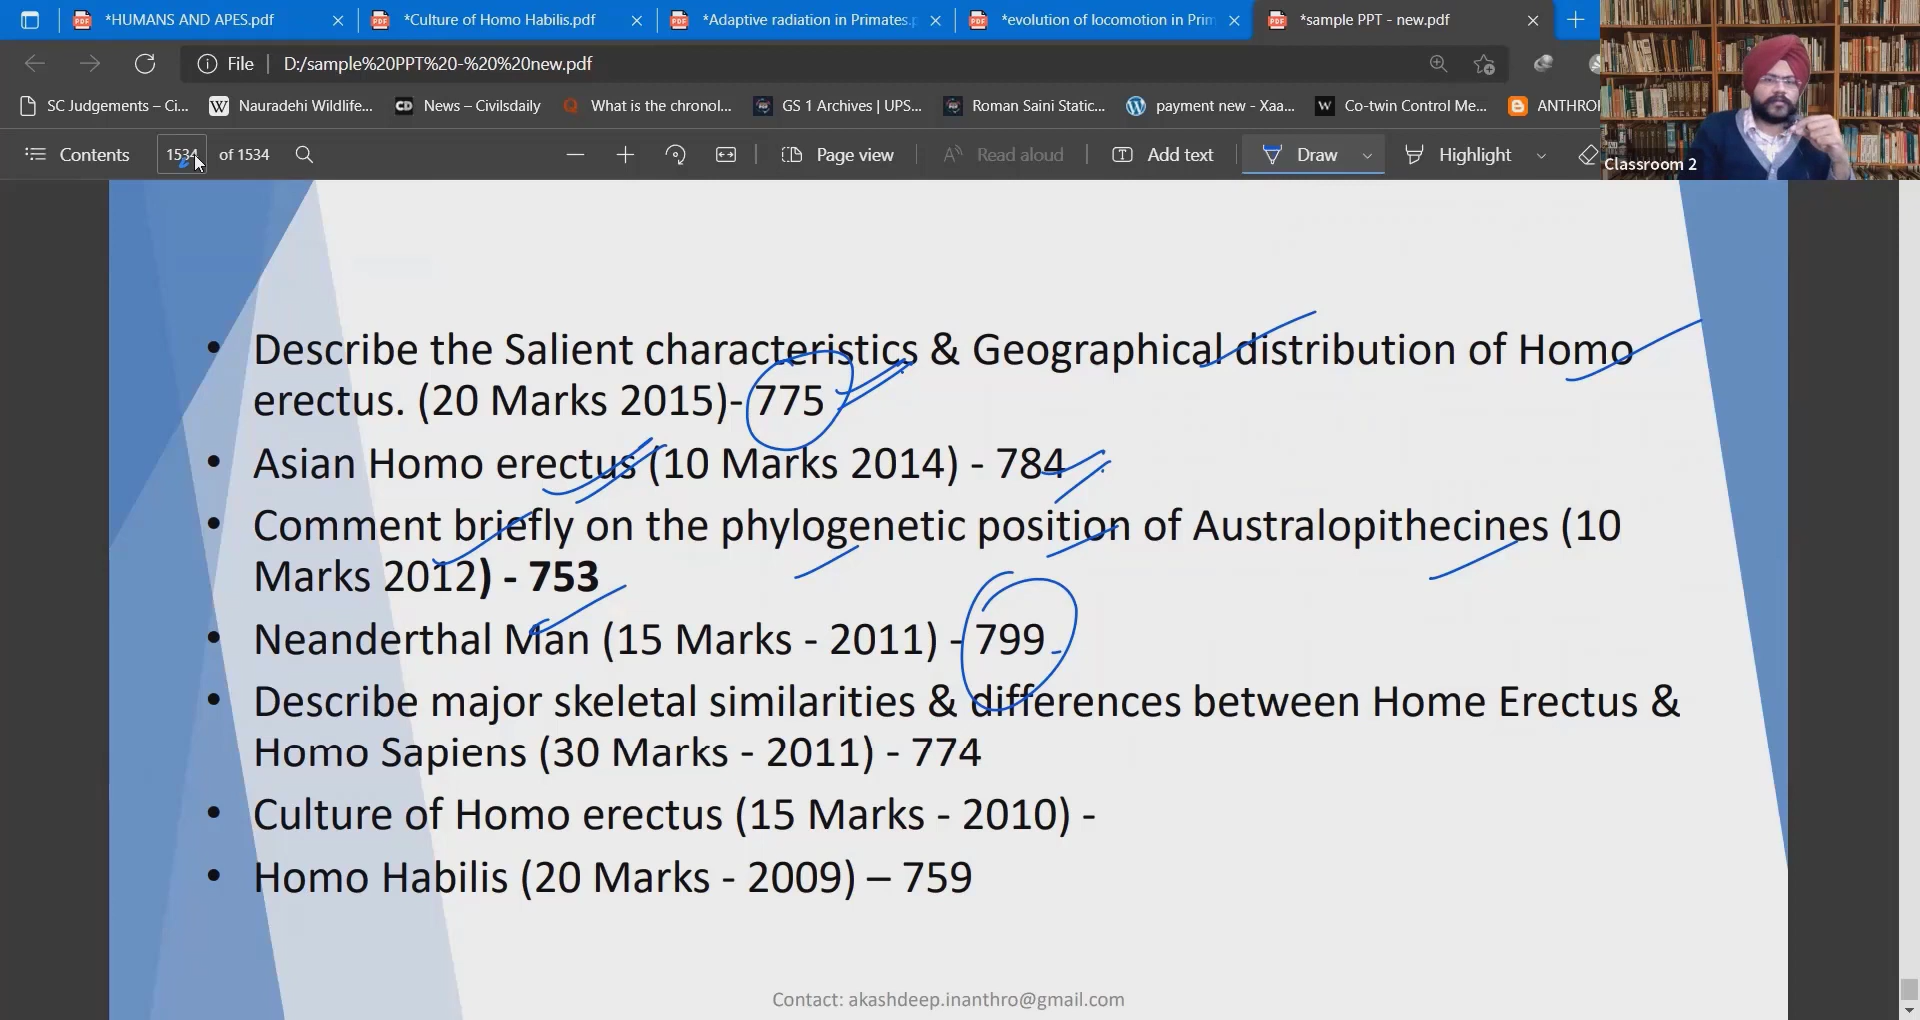 *HUMANS AND APES.pdf
*Culture of Homo Habilis.pdf
*Adaptive radiation in Primates.p
*evolution of locomotion in Prim
*sample PPT - new.pdf
File
D:/sample%20PPT%20-%20%20new.pdf
SC Judgements – Ci...
Nauradehi Wildlife...
CD
News – Civilsdaily
What is the chronol...
GS 1 Archives | UPS...
Roman Saini Static...
payment new - Xaa...
Co-twin Control Me...
ANTHRO
Contents
1534 of 1534
Page view
Read aloud
Add text
Draw
Highlight
Classroom 2
• Describe the Salient characteristics & Geographical distribution of Homo
erectus. (20 Marks 2015)- 775
• Asian Homo erectus (10 Marks 2014) - 784
• Comment briefly on the phylogenetic position of Australopithecines (10
Marks 2012) - 753
• Neanderthal Man (15 Marks - 2011) - 799
• Describe major skeletal similarities & differences between Home Erectus &
Homo Sapiens (30 Marks - 2011) - 774
• Culture of Homo erectus (15 Marks - 2010) -
• Homo Habilis (20 Marks - 2009) – 759
Contact: akashdeep.inanthro@gmail.com